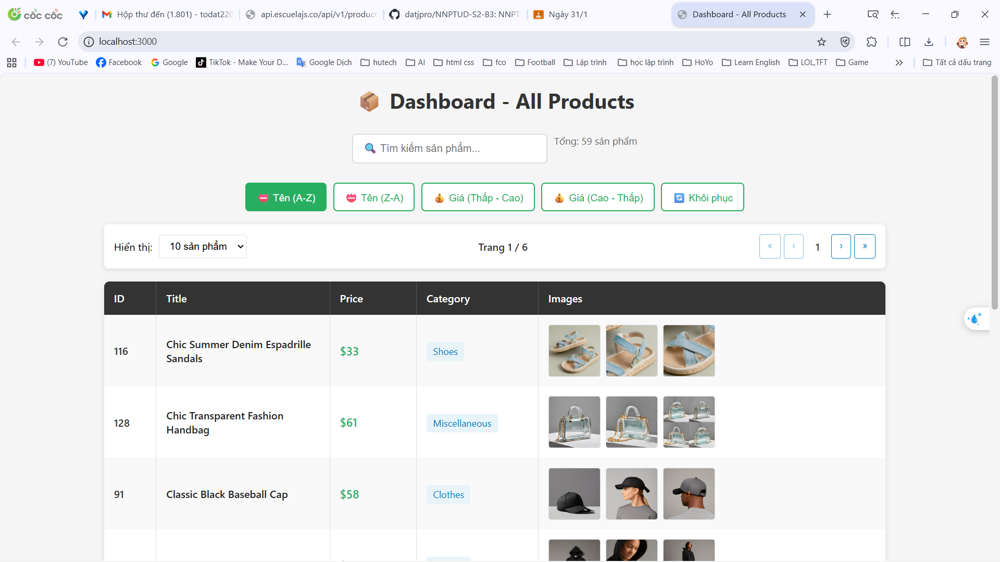 cốc cốc
Hộp thư đến (1.801) - todat220
api.escuelajs.co/api/v1/product
datjpro/NNPTUD-S2-B3: NNPT
Ngày 31/1
Dashboard - All Products
localhost:3000
(7) YouTube
Facebook
Google
TikTok - Make Your D...
Google Dịch
hutech
AI
html css
fco
Football
Lập trình
học lập trình
HoYo
Learn English
LOL,TFT
Game
Tất cả dấu trang
Dashboard - All Products
Tìm kiếm sản phẩm...
Tổng: 59 sản phẩm
Tên (A-Z)
Tên (Z-A)
Giá (Thấp - Cao)
Giá (Cao - Thấp)
Khôi phục
Hiển thị:
10 sản phẩm
Trang 1 / 6
«
‹
1
›
»
ID
Title
Price
Category
Images
116
Chic Summer Denim Espadrille
Sandals
$33
Shoes
128
Chic Transparent Fashion
Handbag
$61
Miscellaneous
91
Classic Black Baseball Cap
$58
Clothes